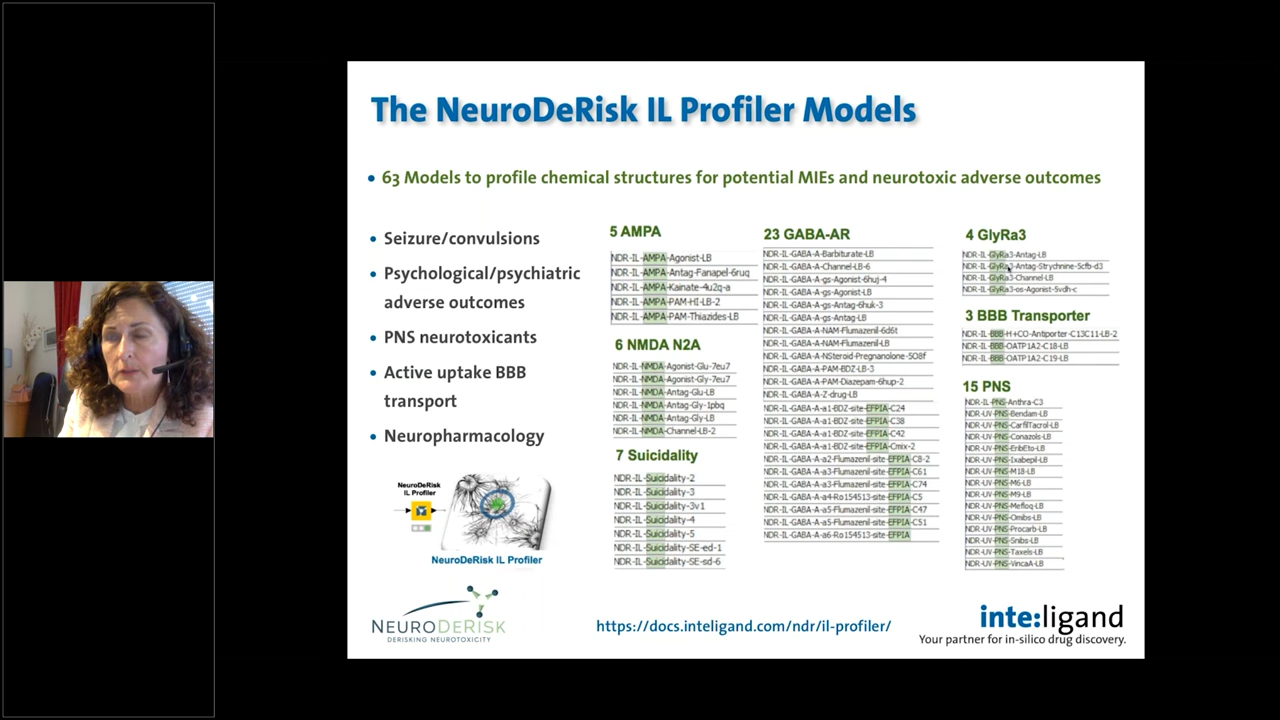 The NeuroDeRisk IL Profiler Models
• 63 Models to profile chemical structures for potential MIEs and neurotoxic adverse outcomes
• Seizure/convulsions
• Psychological/psychiatric
adverse outcomes
• PNS neurotoxicants
• Active uptake BBB
transport
• Neuropharmacology
NeuroDeRisk
IL Profiler
NeuroDeRisk IL Profiler
5 AMPA
NDR-IL-AMPA-Agonist-LB
NDR-IL-AMPA-Antag-Fanapel-6ruq
NDR-IL-AMPA-Kainate-4u2q-a
NDR-IL-AMPA-PAM-HI-LB-2
NDR-IL-AMPA-PAM-Thiazides-LB
6 NMDA N2A
NDR-IL-NMDA-Agonist-Glu-7eu7
NDR-IL-NMDA-Agonist-Gly-7eu7
NDR-IL-NMDA-Antag-Glu-LB
NDR-IL-NMDA-Antag-Gly-1pbq
NDR-IL-NMDA-Antag-Gly-LB
NDR-IL-NMDA-Channel-LB-2
7 Suicidality
NDR-IL-Suicidality-2
NDR-IL-Suicidality-3
NDR-IL-Suicidality-3v1
NDR-IL-Suicidality-4
NDR-IL-Suicidality-5
NDR-IL-Suicidality-SE-ed-1
NDR-IL-Suicidality-SE-sd-6
23 GABA-AR
NDR-IL-GABA-A-Barbiturate-LB
NDR-IL-GABA-A-Channel-LB-6
NDR-IL-GABA-A-gs-Agonist-6huj-4
NDR-IL-GABA-A-gs-Agonist-LB
NDR-IL-GABA-A-gs-Antag-6huk-3
NDR-IL-GABA-A-gs-Antag-LB
NDR-IL-GABA-A-NAM-Flumazenil-6d6t
NDR-IL-GABA-A-NAM-Flumazenil-LB
NDR-IL-GABA-A-NSteroid-Pregnanolone-5O8f
NDR-IL-GABA-A-PAM-BDZ-LB-3
NDR-IL-GABA-A-PAM-Diazepam-6hup-2
NDR-IL-GABA-A-Z-drug-LB
NDR-IL-GABA-A-a1-BDZ-site-EFPIA-C24
NDR-IL-GABA-A-a1-BDZ-site-EFPIA-C38
NDR-IL-GABA-A-a1-BDZ-site-EFPIA-C42
NDR-IL-GABA-A-a1-BDZ-site-EFPIA-Cmix-2
NDR-IL-GABA-A-a2-Flumazenil-site-EFPIA-C8-2
NDR-IL-GABA-A-a3-Flumazenil-site-EFPIA-C61
NDR-IL-GABA-A-a3-Flumazenil-site-EFPIA-C74
NDR-IL-GABA-A-a4-Ro154513-site-EFPIA-C5
NDR-IL-GABA-A-a5-Flumazenil-site-EFPIA-C47
NDR-IL-GABA-A-a5-Flumazenil-site-EFPIA-C51
NDR-IL-GABA-A-a6-Ro154513-site-EFPIA
4 GlyRa3
NDR-IL-GlyRa3-Antag-LB
NDR-IL-GlyRa3-Antag-Strychnine-5cfb-d3
NDR-IL-GlyRa3-Channel-LB
NDR-IL-GlyRa3-os-Agonist-5vdh-c
3 BBB Transporter
NDR-IL-BBB-H+CO-Antiporter-C13C11-LB-2
NDR-IL-BBB-OATP1A2-C18-LB
NDR-IL-BBB-OATP1A2-C19-LB
15 PNS
NDR-IL-PNS-Anthra-C3
NDR-UV-PNS-Bendam-LB
NDR-UV-PNS-CarfilTacrol-LB
NDR-UV-PNS-Conazols-LB
NDR-UV-PNS-EribEto-LB
NDR-UV-PNS-Ixabepil-LB
NDR-UV-PNS-M18-LB
NDR-UV-PNS-M6-LB
NDR-UV-PNS-M9-LB
NDR-UV-PNS-Mefloq-LB
NDR-UV-PNS-Omibs-LB
NDR-UV-PNS-Procarb-LB
NDR-UV-PNS-Snibs-LB
NDR-UV-PNS-Taxels-LB
NDR-UV-PNS-VincaA-LB
NEURODERISK
DERISKING NEUROTOXICITY
https://docs.inteligand.com/ndr/il-profiler/
inte:ligand
Your partner for in-silico drug discovery.